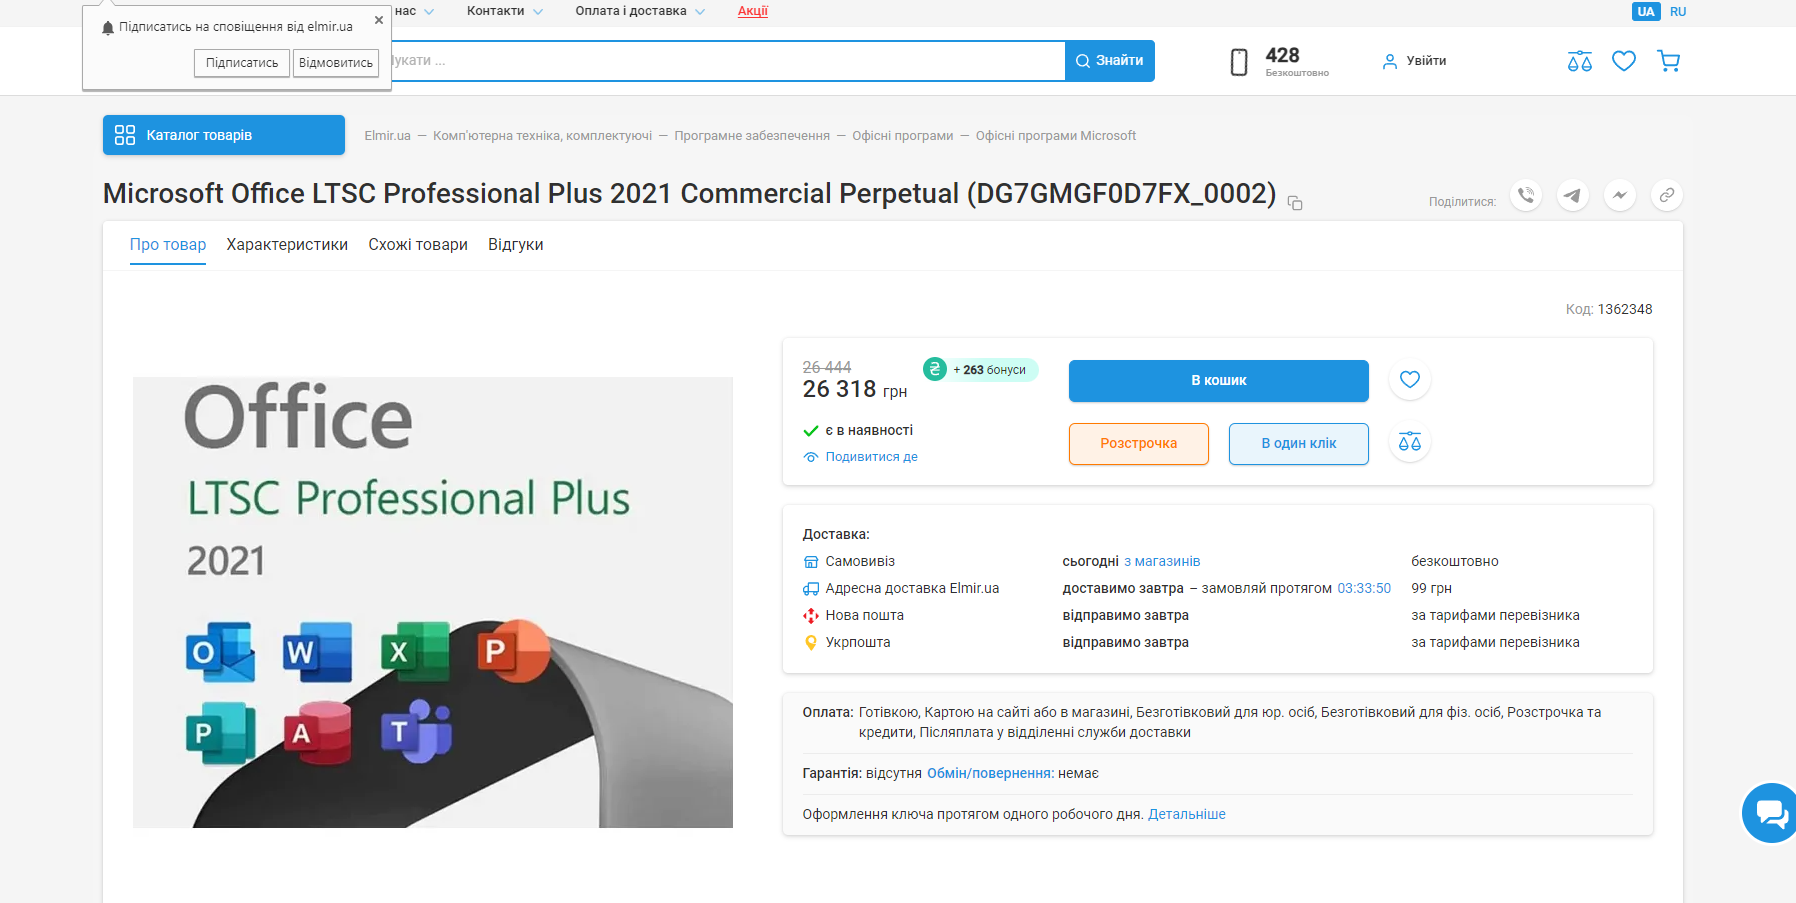 нас
Контакти
Оплата і доставка
Акції
UA
RU
Підписатись на сповіщення від elmir.ua
Підписатись
Відмовитись
укати ...
Знайти
428
Безкоштовно
Увійти
Каталог товарів
Elmir.ua — Комп'ютерна техніка, комплектуючі — Програмне забезпечення — Офісні програми — Офісні програми Microsoft
Microsoft Office LTSC Professional Plus 2021 Commercial Perpetual (DG7GMGF0D7FX_0002)
Поділитися:
Про товар
Характеристики
Схожі товари
Відгуки
Код: 1362348
Office
LTSC Professional Plus
2021
O
W
X
P
P
A
T
26 444
26 318 грн
+ 263 бонуси
В кошик
є в наявності
Подивитися де
Розстрочка
В один клік
Доставка:
Самовивіз сьогодні з магазинів безкоштовно
Адресна доставка Elmir.ua доставимо завтра – замовляй протягом 03:33:50 99 грн
Нова пошта відправимо завтра за тарифами перевізника
Укрпошта відправимо завтра за тарифами перевізника
Оплата: Готівкою, Картою на сайті або в магазині, Безготівковий для юр. осіб, Безготівковий для фіз. осіб, Розстрочка та
кредити, Післяплата у відділенні служби доставки
Гарантія: відсутня Обмін/повернення: немає
Оформлення ключа протягом одного робочого дня. Детальніше